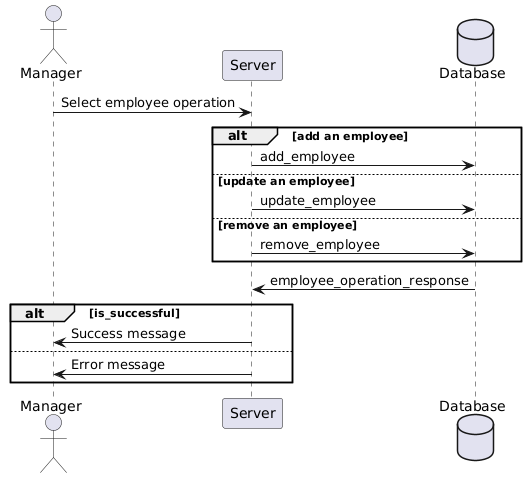 Manager
Server
Database
Select employee operation
alt [add an employee]
add_employee
[update an employee]
update_employee
[remove an employee]
remove_employee
employee_operation_response
alt [is_successful]
Success message
Error message
Manager
Server
Database